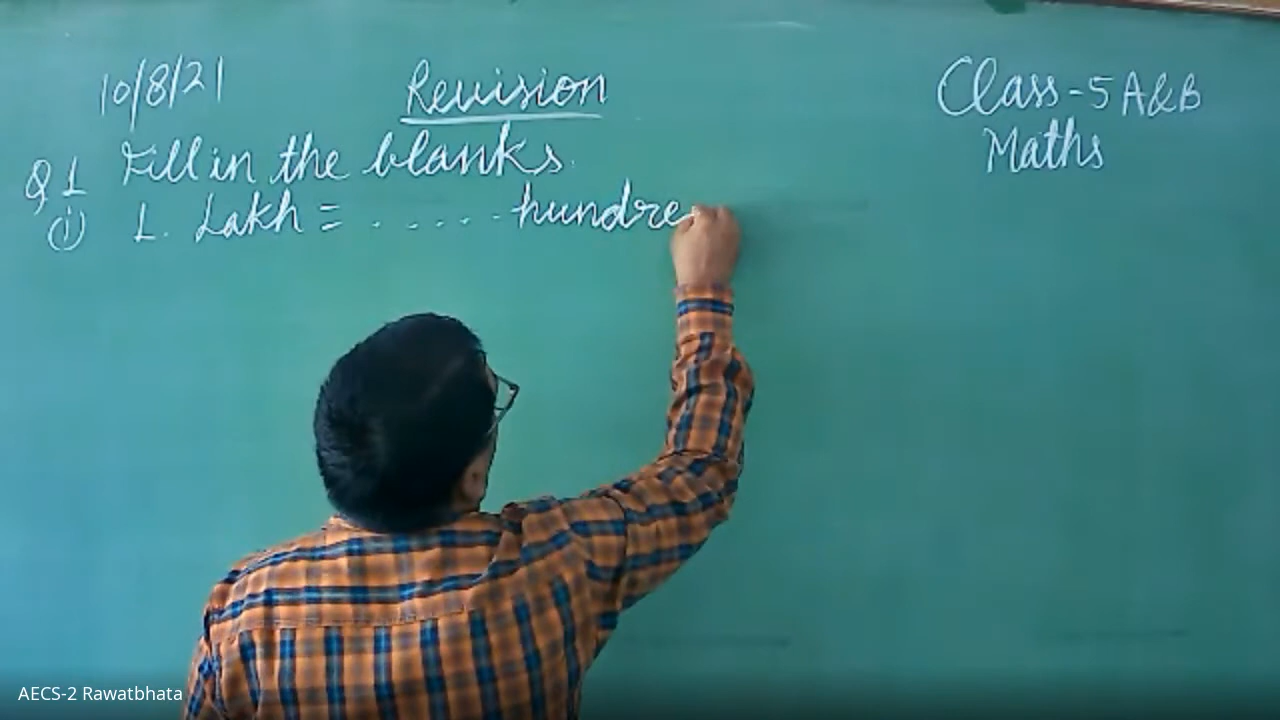 10/8/21 Revision Class-5 A&B
Maths
Q1 Fill in the blanks.
(i) 1. Lakh = ..... hundre
AECS-2 Rawatbhata